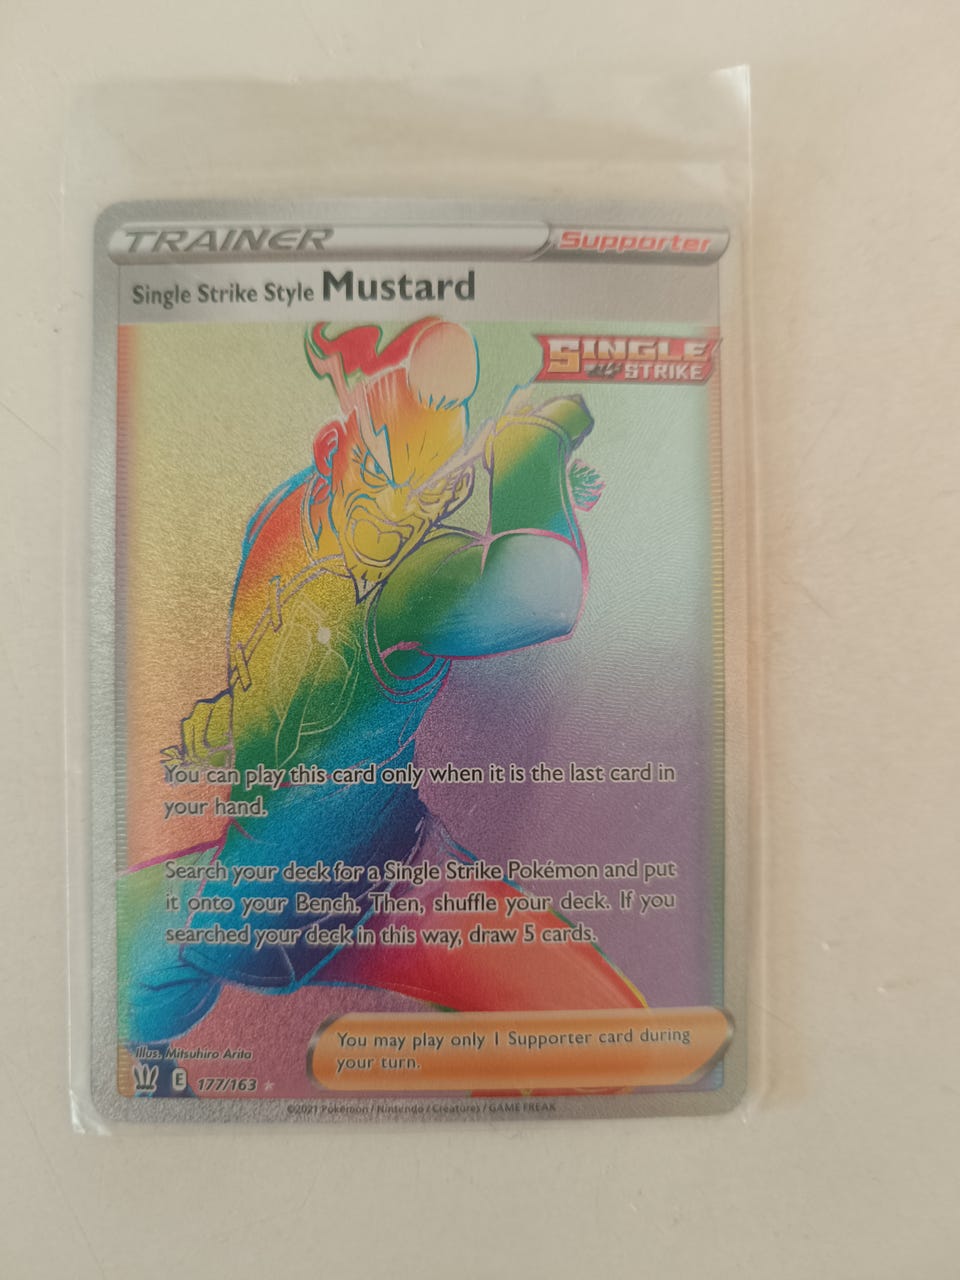 TRAINER Supporter
Single Strike Style Mustard
SINGLE
STRIKE
You can play this card only when it is the last card in
your hand.
Search your deck for a Single Strike Pokémon and put
it onto your Bench. Then, shuffle your deck. If you
searched your deck in this way, draw 5 cards.
You may play only 1 Supporter card during
your turn.
Illus. Mitsuhiro Arita
E 177/163
©2021 Pokémon / Nintendo / Creatures / GAME FREAK